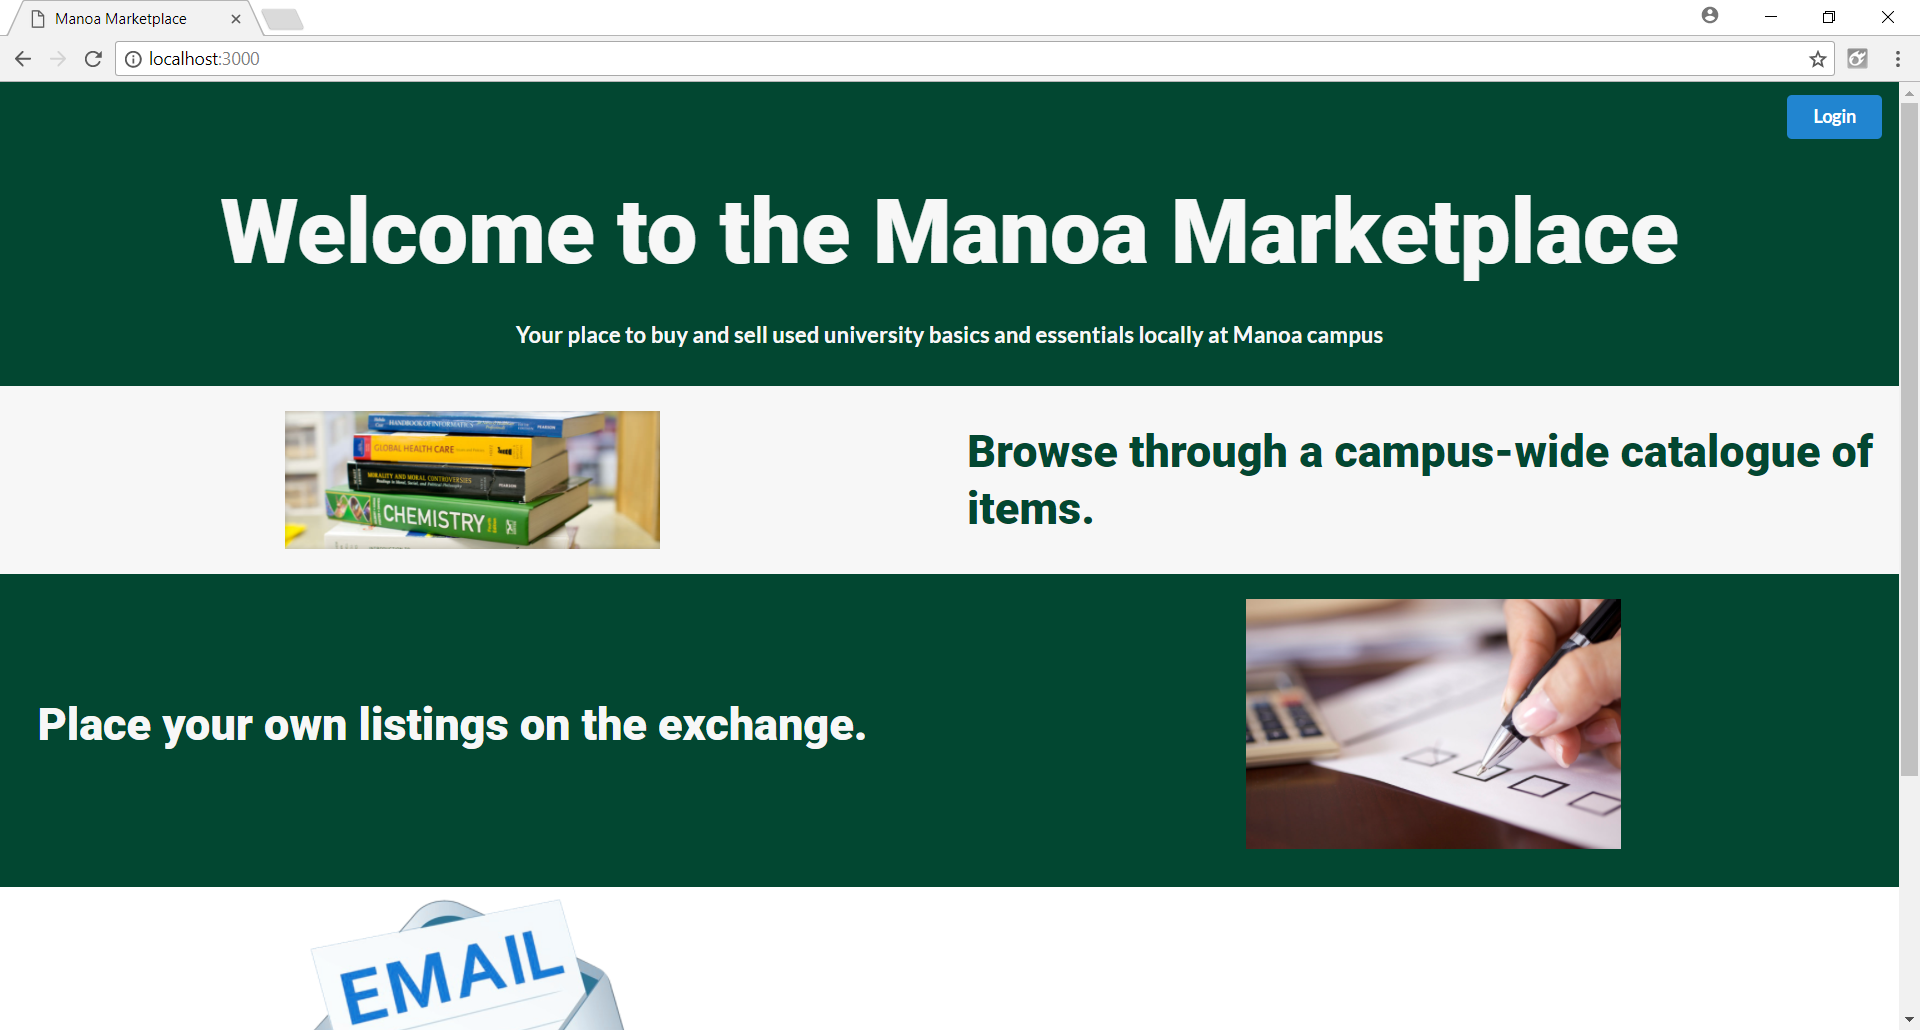 Manoa Marketplace
localhost:3000
Login
Welcome to the Manoa Marketplace
Your place to buy and sell used university basics and essentials locally at Manoa campus
HANDBOOK OF INFORMATICS
PEARSON
GLOBAL HEALTH CARE
MORALITY AND MORAL CONTROVERSIES
PEARSON
CHEMISTRY
Browse through a campus-wide catalogue of
items.
Place your own listings on the exchange.
EMAIL